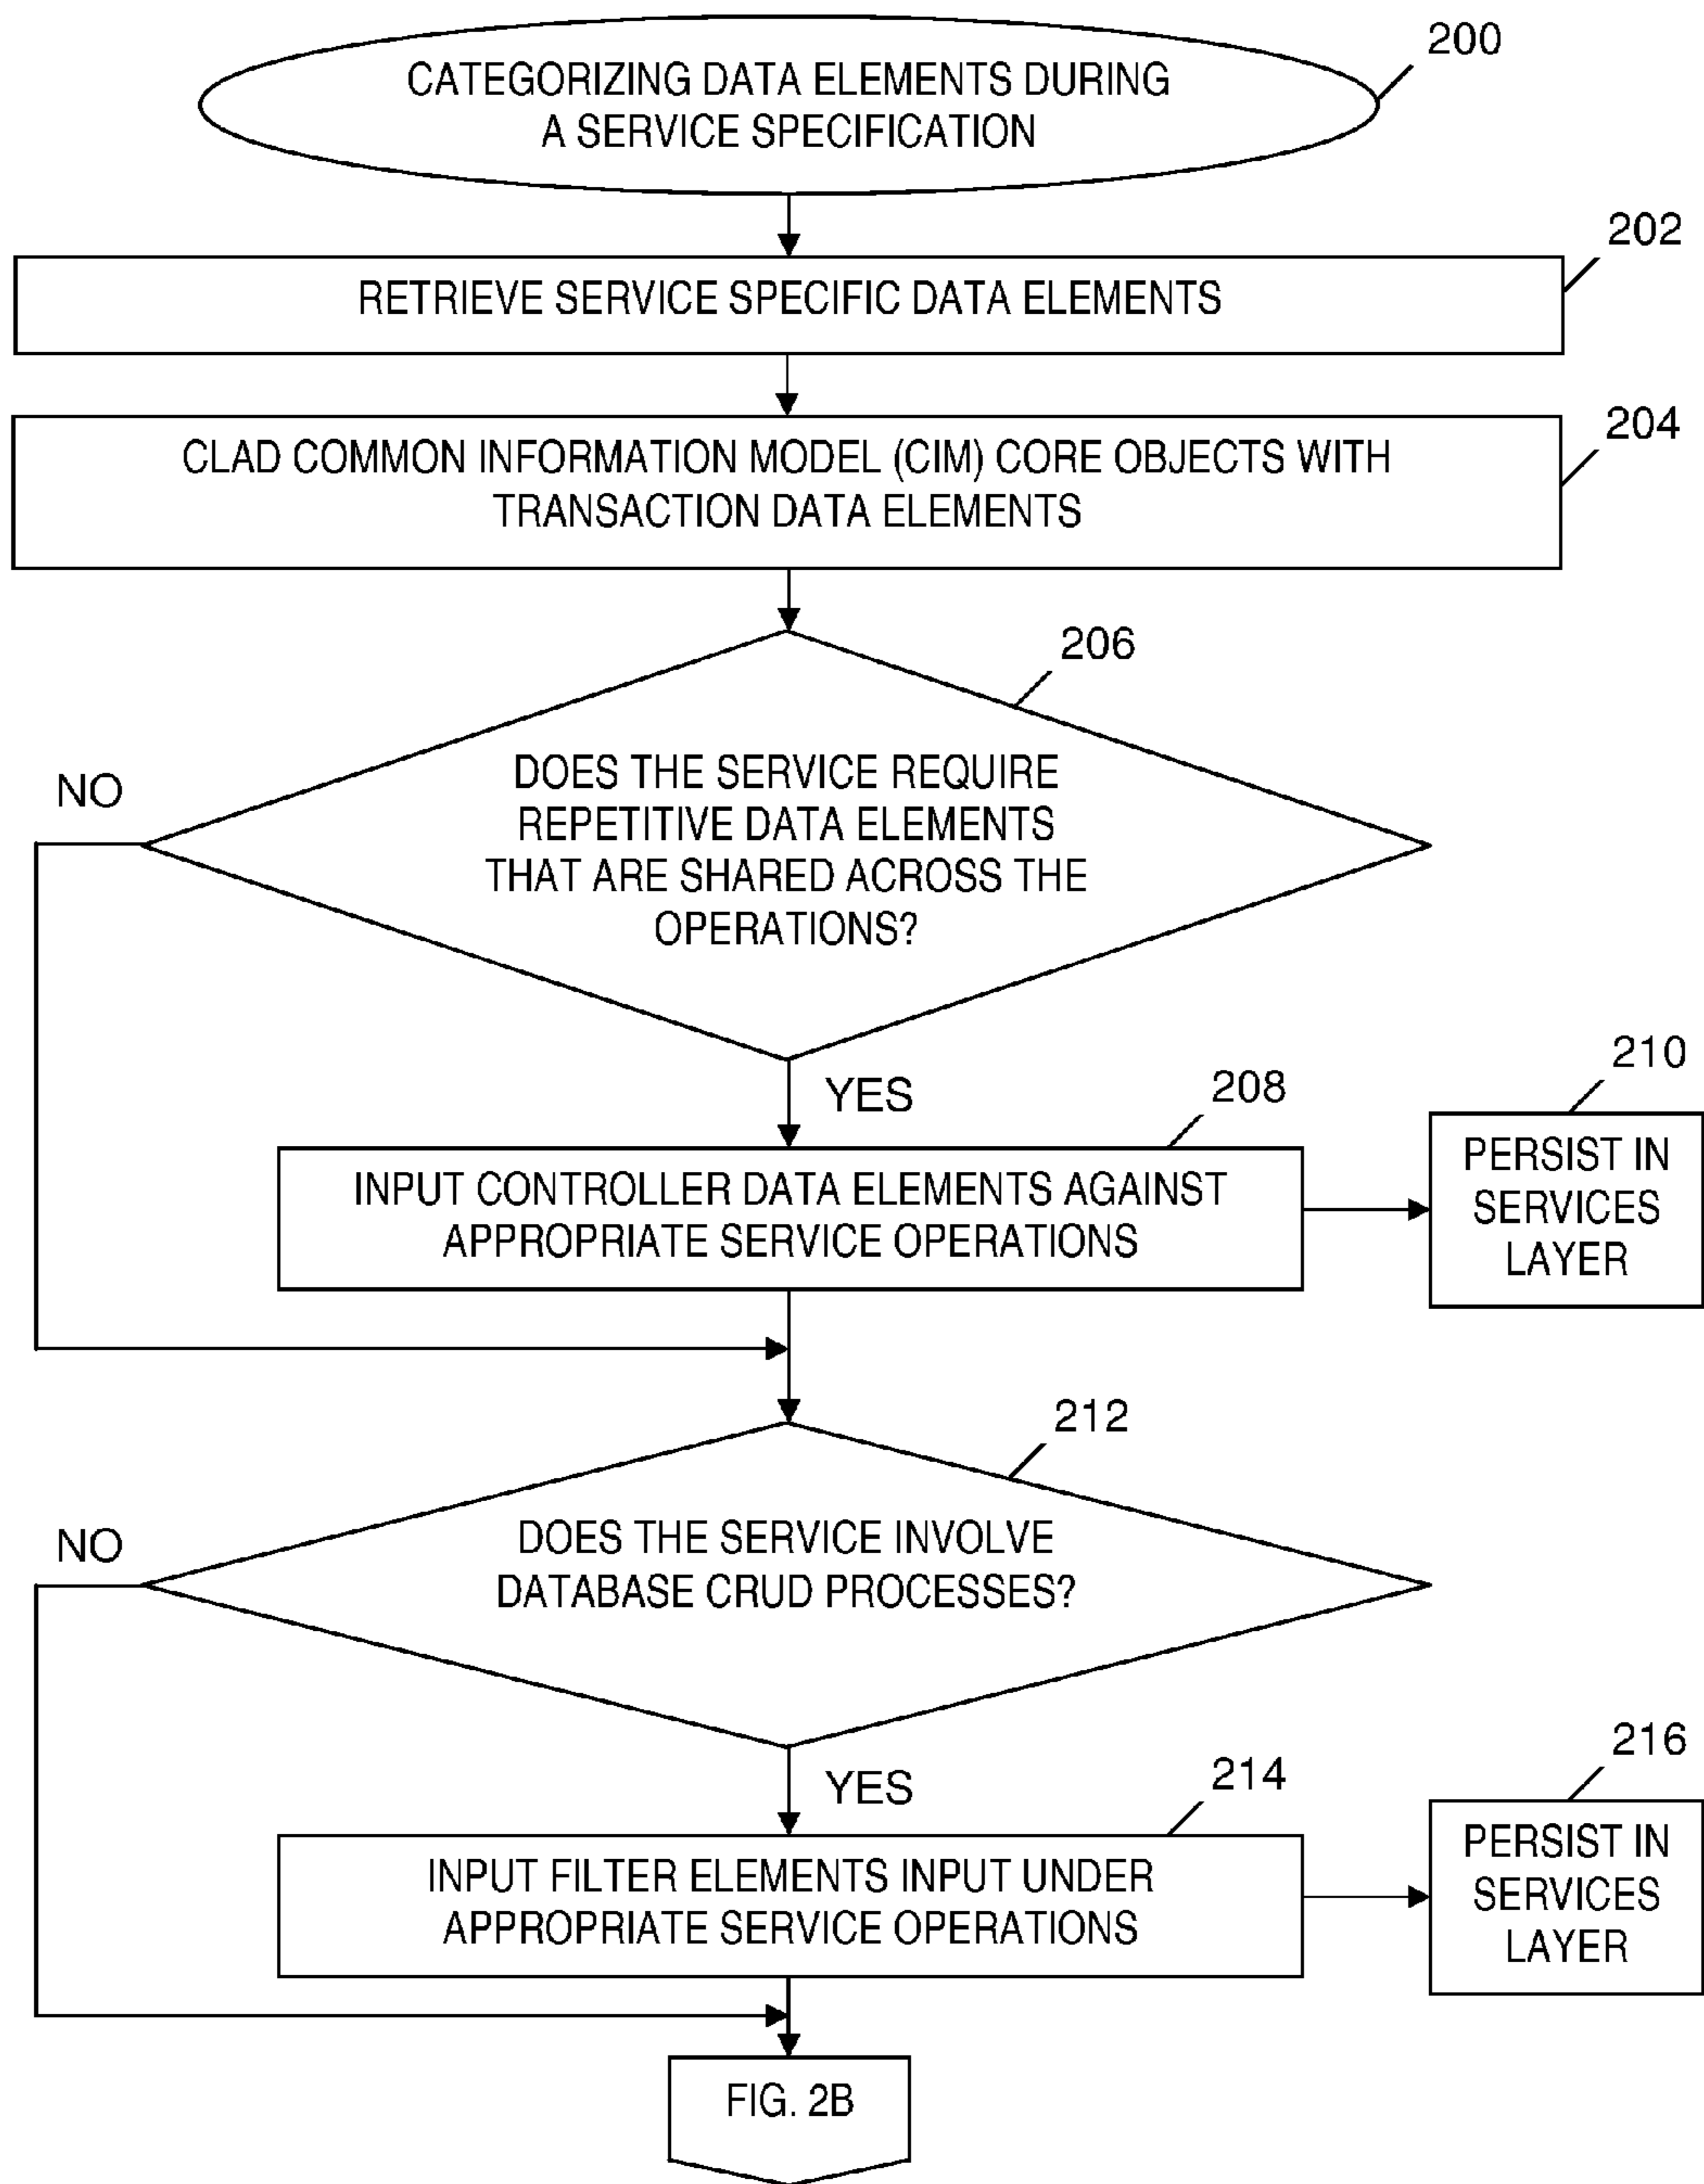 200
CATEGORIZING DATA ELEMENTS DURING
A SERVICE SPECIFICATION
202
RETRIEVE SERVICE SPECIFIC DATA ELEMENTS
204
CLAD COMMON INFORMATION MODEL (CIM) CORE OBJECTS WITH
TRANSACTION DATA ELEMENTS
206
DOES THE SERVICE REQUIRE
REPETITIVE DATA ELEMENTS
THAT ARE SHARED ACROSS THE
OPERATIONS?
NO
YES
208
INPUT CONTROLLER DATA ELEMENTS AGAINST
APPROPRIATE SERVICE OPERATIONS
210
PERSIST IN
SERVICES
LAYER
212
DOES THE SERVICE INVOLVE
DATABASE CRUD PROCESSES?
NO
YES
214
INPUT FILTER ELEMENTS INPUT UNDER
APPROPRIATE SERVICE OPERATIONS
216
PERSIST IN
SERVICES
LAYER
FIG. 2B